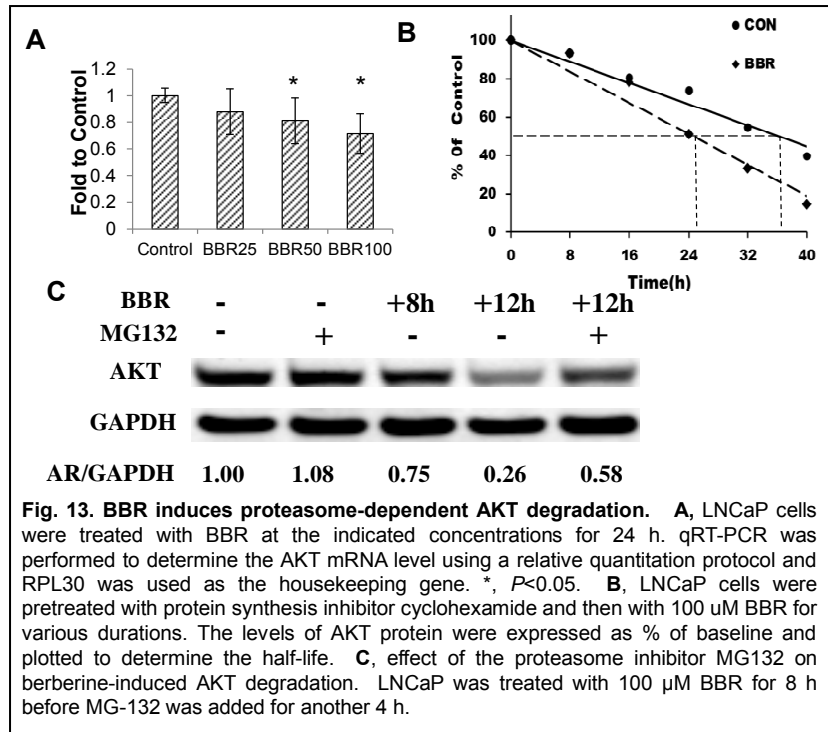 A
Fold to Control
1.2
1
0.8
0.6
0.4
0.2
0
* *
Control BBR25 BBR50 BBR100
B
% Of Control
100
80
60
40
20
0
0 8 16 24 32 40
Time(h)
CON
BBR
C
BBR - - +8h +12h +12h
MG132 - + - - +
AKT
GAPDH
AR/GAPDH 1.00 1.08 0.75 0.26 0.58
Fig. 13. BBR induces proteasome-dependent AKT degradation. A, LNCaP cells
were treated with BBR at the indicated concentrations for 24 h. qRT-PCR was
performed to determine the AKT mRNA level using a relative quantitation protocol and
RPL30 was used as the housekeeping gene. *, P<0.05. B, LNCaP cells were
pretreated with protein synthesis inhibitor cyclohexamide and then with 100 uM BBR for
various durations. The levels of AKT protein were expressed as % of baseline and
plotted to determine the half-life. C, effect of the proteasome inhibitor MG132 on
berberine-induced AKT degradation. LNCaP was treated with 100 µM BBR for 8 h
before MG-132 was added for another 4 h.